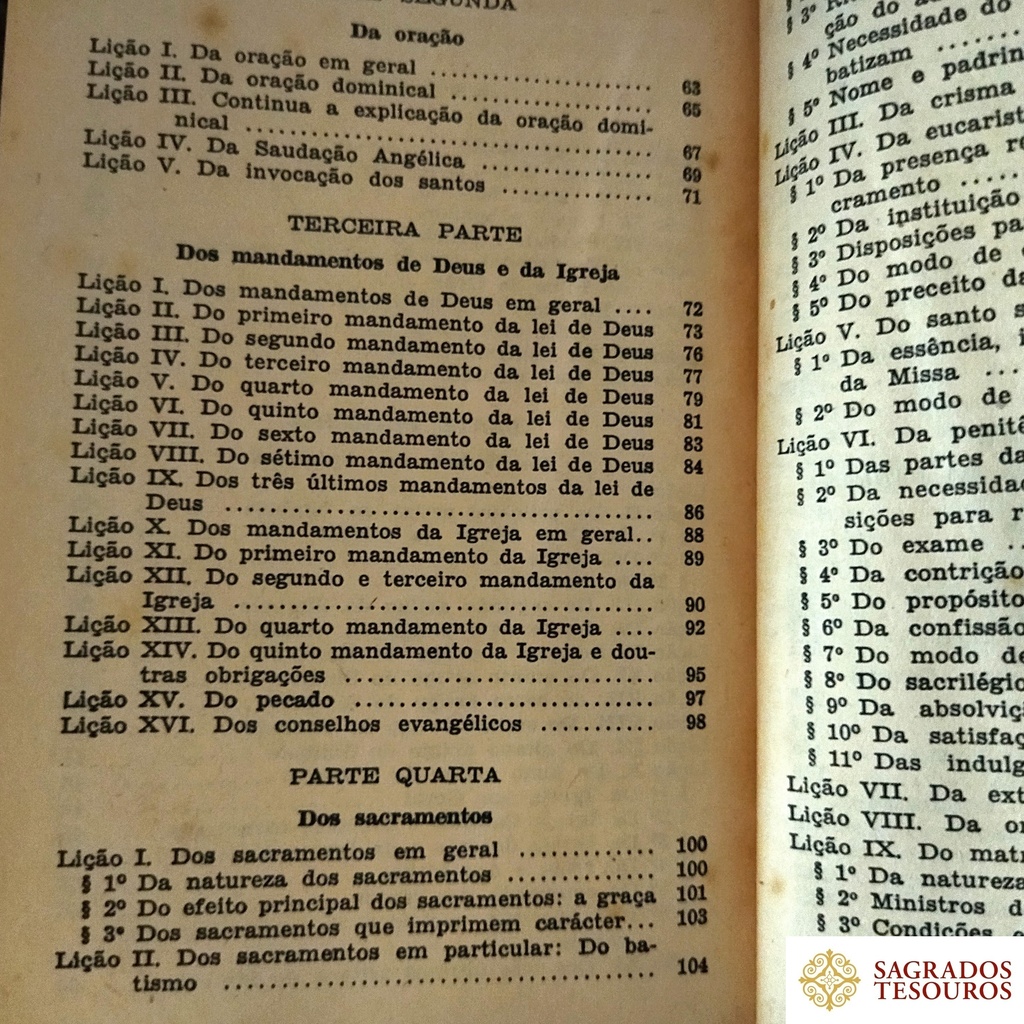 SEGUNDA
Da oração
Lição I. Da oração em geral .......................... 63
Lição II. Da oração dominical ........................ 65
Lição III. Continua a explicação da oração domi-
nical .............................................. 67
Lição IV. Da Saudação Angélica ................... 69
Lição V. Da invocação dos santos ................ 71
TERCEIRA PARTE
Dos mandamentos de Deus e da Igreja
Lição I. Dos mandamentos de Deus em geral .... 72
Lição II. Do primeiro mandamento da lei de Deus 73
Lição III. Do segundo mandamento da lei de Deus 76
Lição IV. Do terceiro mandamento da lei de Deus 77
Lição V. Do quarto mandamento da lei de Deus 79
Lição VI. Do quinto mandamento da lei de Deus 81
Lição VII. Do sexto mandamento da lei de Deus 83
Lição VIII. Do sétimo mandamento da lei de Deus 84
Lição IX. Dos três últimos mandamentos da lei de
Deus ................................................ 86
Lição X. Dos mandamentos da Igreja em geral.. 88
Lição XI. Do primeiro mandamento da Igreja .... 89
Lição XII. Do segundo e terceiro mandamento da
Igreja ............................................... 90
Lição XIII. Do quarto mandamento da Igreja .... 92
Lição XIV. Do quinto mandamento da Igreja e dou-
tras obrigações .................................. 95
Lição XV. Do pecado ................................. 97
Lição XVI. Dos conselhos evangélicos ............ 98
PARTE QUARTA
Dos sacramentos
Lição I. Dos sacramentos em geral .............. 100
§ 1º Da natureza dos sacramentos ............... 100
§ 2º Do efeito principal dos sacramentos: a graça 101
§ 3º Dos sacramentos que imprimem carácter... 103
Lição II. Dos sacramentos em particular: Do ba-
tismo ............................................... 104
§ 3º
ção do
§ 4º Necessidade do
batizam ........
§ 5º Nome e padrin
Lição III. Da crisma
Lição IV. Da eucarist
§ 1º Da presença re
cramento .....
§ 2º Da instituição
§ 3º Disposições pa
§ 4º Do modo de
§ 5º Do preceito da
Lição V. Do santo s
§ 1º Da essência, i
da Missa ...
§ 2º Do modo de
Lição VI. Da penitê
§ 1º Das partes da
§ 2º Da necessidad
sições para r
§ 3º Do exame ..
§ 4º Da contrição
§ 5º Do propósito
§ 6º Da confissão
§ 7º Do modo de
§ 8º Do sacrilégio
§ 9º Da absolviç
§ 10º Da satisfaç
§ 11º Das indulg
Lição VII. Da ext
Lição VIII. Da or
Lição IX. Do matr
§ 1º Da natureza
§ 2º Ministros d
§ 3º Condições e
SAGRADOS
TESOUROS